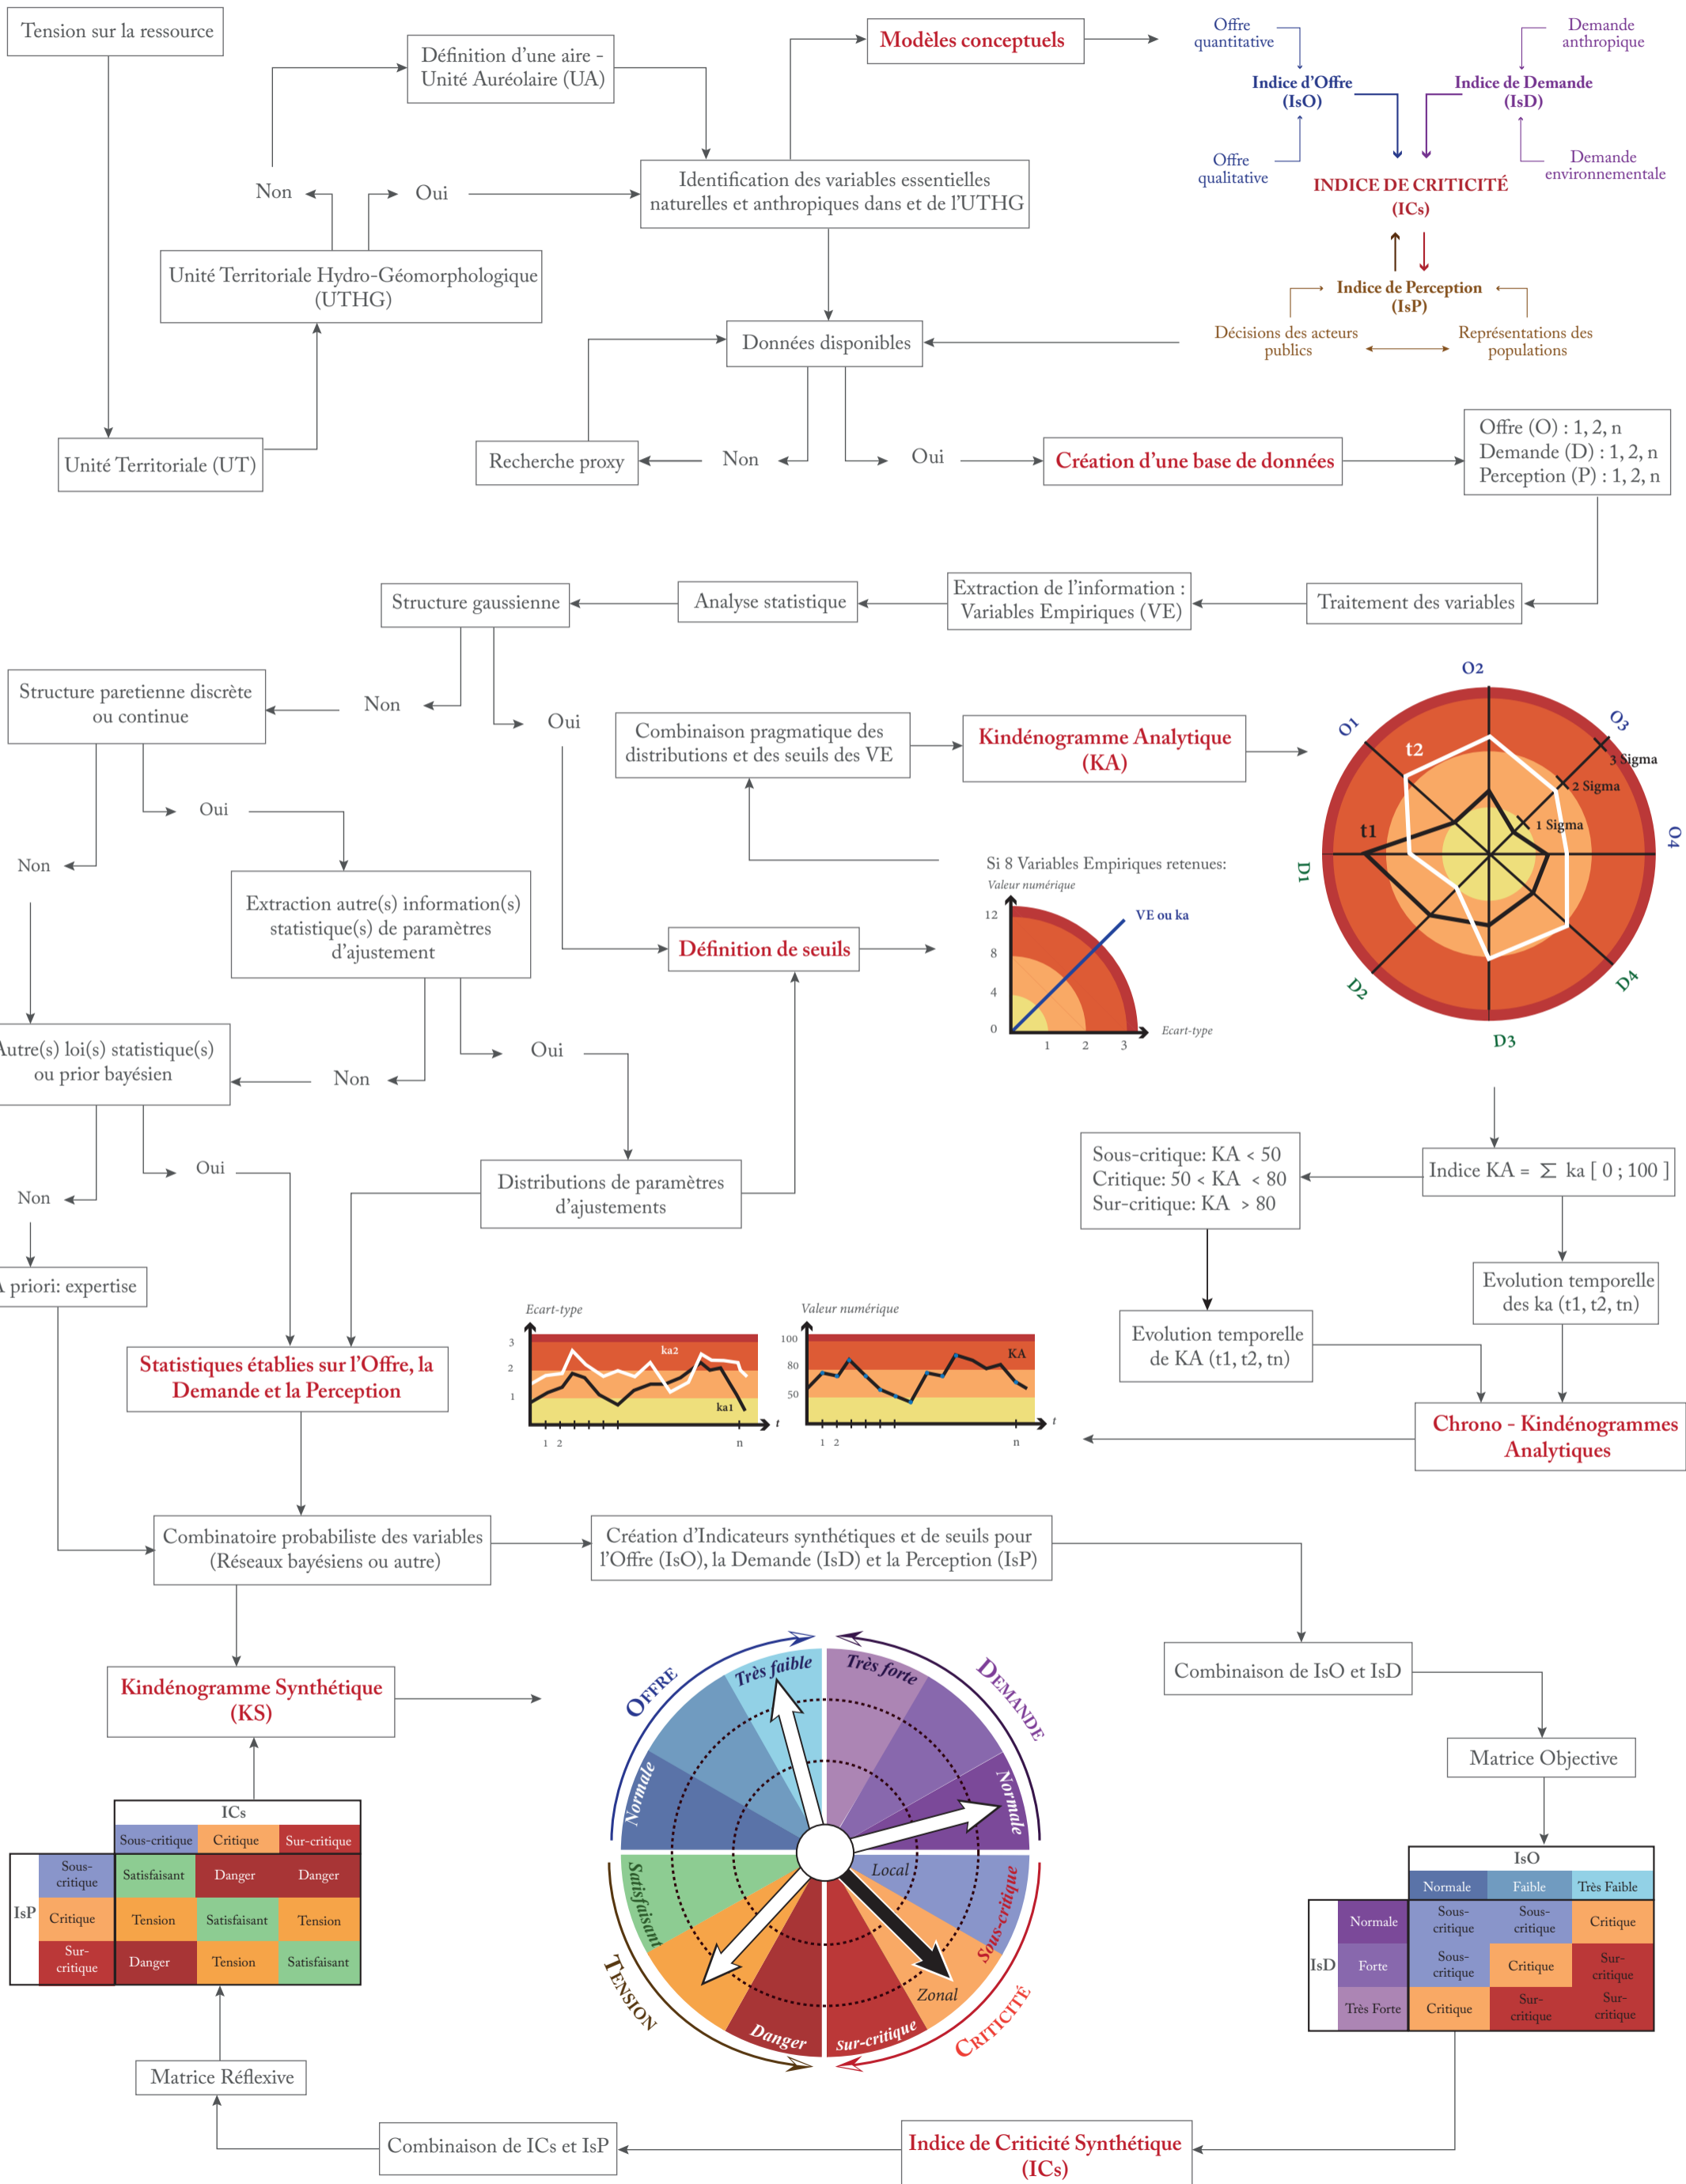 Tension sur la ressource
Définition d'une aire -
Unité Auréolaire (UA)
Modèles conceptuels
Offre
quantitative
Demande
anthropique
Indice d'Offre
(IsO)
Indice de Demande
(IsD)
Offre
qualitative
Demande
environnementale
INDICE DE CRITICITÉ
(ICs)
Indice de Perception
(IsP)
Décisions des acteurs
publics
Représentations des
populations
Non
Oui
Identification des variables essentielles
naturelles et anthropiques dans et de l'UTHG
Unité Territoriale Hydro-Géomorphologique
(UTHG)
Données disponibles
Unité Territoriale (UT)
Recherche proxy
Non
Oui
Création d'une base de données
Offre (O) : 1, 2, n
Demande (D) : 1, 2, n
Perception (P) : 1, 2, n
Structure gaussienne
Analyse statistique
Extraction de l'information :
Variables Empiriques (VE)
Traitement des variables
Structure paretienne discrète
ou continue
Non
Oui
Combinaison pragmatique des
distributions et des seuils des VE
Kindénogramme Analytique
(KA)
O1
O2
O3
O4
D1
D2
D3
D4
t2
t1
3 Sigma
2 Sigma
1 Sigma
Oui
Non
Extraction autre(s) information(s)
statistique(s) de paramètres
d'ajustement
Définition de seuils
Si 8 Variables Empiriques retenues:
Valeur numérique
12
8
4
0
VE ou ka
1
2
3
Ecart-type
Autre(s) loi(s) statistique(s)
ou prior bayésien
Non
Oui
Oui
Non
Distributions de paramètres
d'ajustements
Sous-critique: KA < 50
Critique: 50 < KA < 80
Sur-critique: KA > 80
Indice KA = ∑ ka [ 0 ; 100 ]
A priori: expertise
Evolution temporelle
des ka (t1, t2, tn)
Evolution temporelle
de KA (t1, t2, tn)
Statistiques établies sur l'Offre, la
Demande et la Perception
Ecart-type
3
2
1
ka2
ka1
t
1 2
n
Valeur numérique
100
80
50
KA
t
1 2
n
Chrono - Kindénogrammes
Analytiques
Combinatoire probabiliste des variables
(Réseaux bayésiens ou autre)
Création d'Indicateurs synthétiques et de seuils pour
l'Offre (IsO), la Demande (IsD) et la Perception (IsP)
Combinaison de IsO et IsD
Kindénogramme Synthétique
(KS)
OFFRE
Très faible
Normale
DEMANDE
Très forte
Normale
Satisfaisant
TENSION
Danger
Local
Zonal
Sous-critique
Sur-critique
CRITICITÉ
Matrice Objective
ICs
Sous-critique
Critique
Sur-critique
IsP
Sous-
critique
Satisfaisant
Danger
Danger
Critique
Tension
Satisfaisant
Tension
Sur-
critique
Danger
Tension
Satisfaisant
IsO
Normale
Faible
Très Faible
IsD
Normale
Sous-
critique
Sous-
critique
Critique
Forte
Sous-
critique
Critique
Sur-
critique
Très Forte
Critique
Sur-
critique
Sur-
critique
Matrice Réflexive
Combinaison de ICs et IsP
Indice de Criticité Synthétique
(ICs)